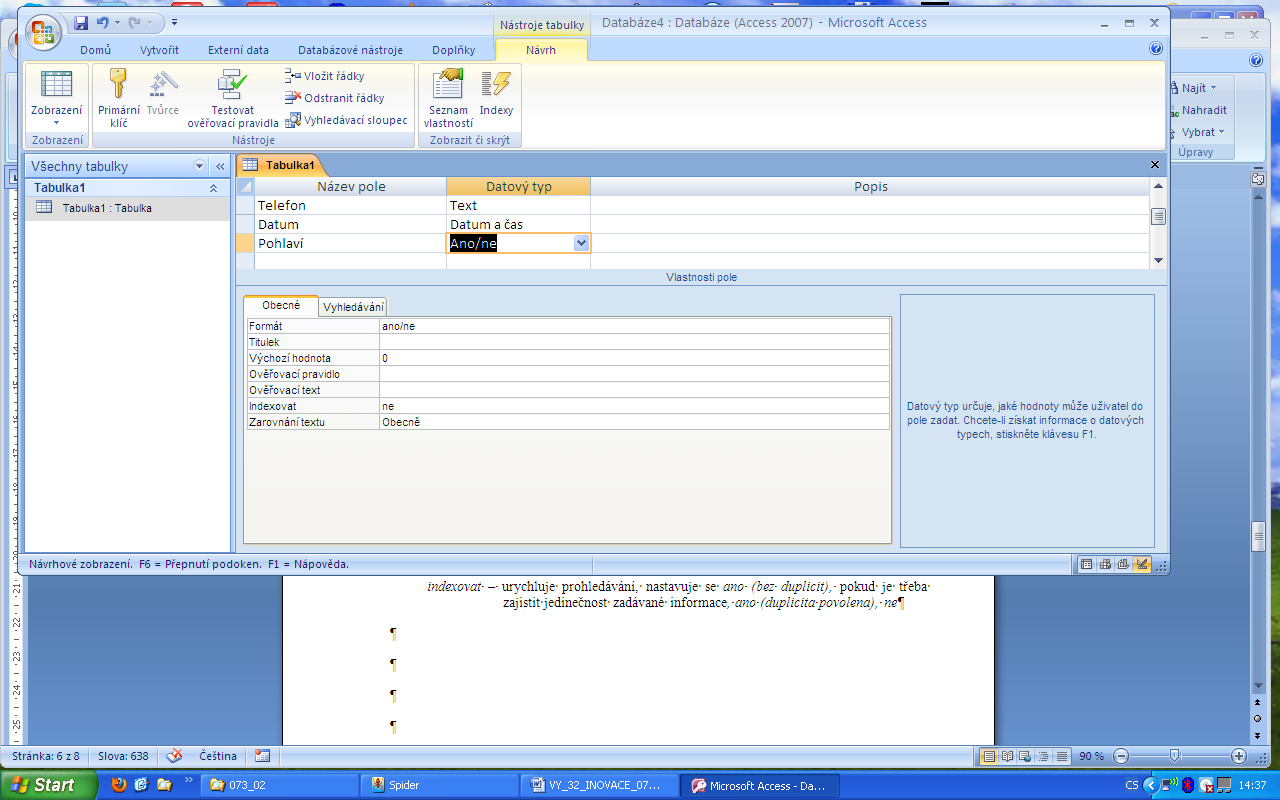 Nástroje tabulky
Databáze4 : Databáze (Access 2007) - Microsoft Access
Domů
Vytvořit
Externí data
Databázové nástroje
Doplňky
Návrh
Zobrazení
Primární klíč
Tvůrce
Testovat ověřovací pravidla
Vložit řádky
Odstranit řádky
Vyhledávací sloupec
Seznam vlastností
Indexy
Zobrazení
Nástroje
Zobrazit či skrýt
Najít
Nahradit
Vybrat
Úpravy
Všechny tabulky
Tabulka1
Tabulka1 : Tabulka
Tabulka1
Název pole Datový typ Popis
Telefon Text
Datum Datum a čas
Pohlaví Ano/ne
Vlastnosti pole
Obecné Vyhledávání
Formát ano/ne
Titulek
Výchozí hodnota 0
Ověřovací pravidlo
Ověřovací text
Indexovat ne
Zarovnání textu Obecně
Datový typ určuje, jaké hodnoty může uživatel do
pole zadat. Chcete-li získat informace o datových
typech, stiskněte klávesu F1.
Návrhové zobrazení. F6 = Přepnutí podoken. F1 = Nápověda.
indexovat – urychluje prohledávání, nastavuje se ano (bez duplicit), pokud je třeba
zajistit jedinečnost zadávané informace, ano (duplicita povolena), ne¶
¶
¶
¶
¶
Stránka: 6 z 8 Slova: 638 Čeština 90 %
Start 073_02 Spider VY_32_INOVACE_07... Microsoft Access - Da... CS 14:37